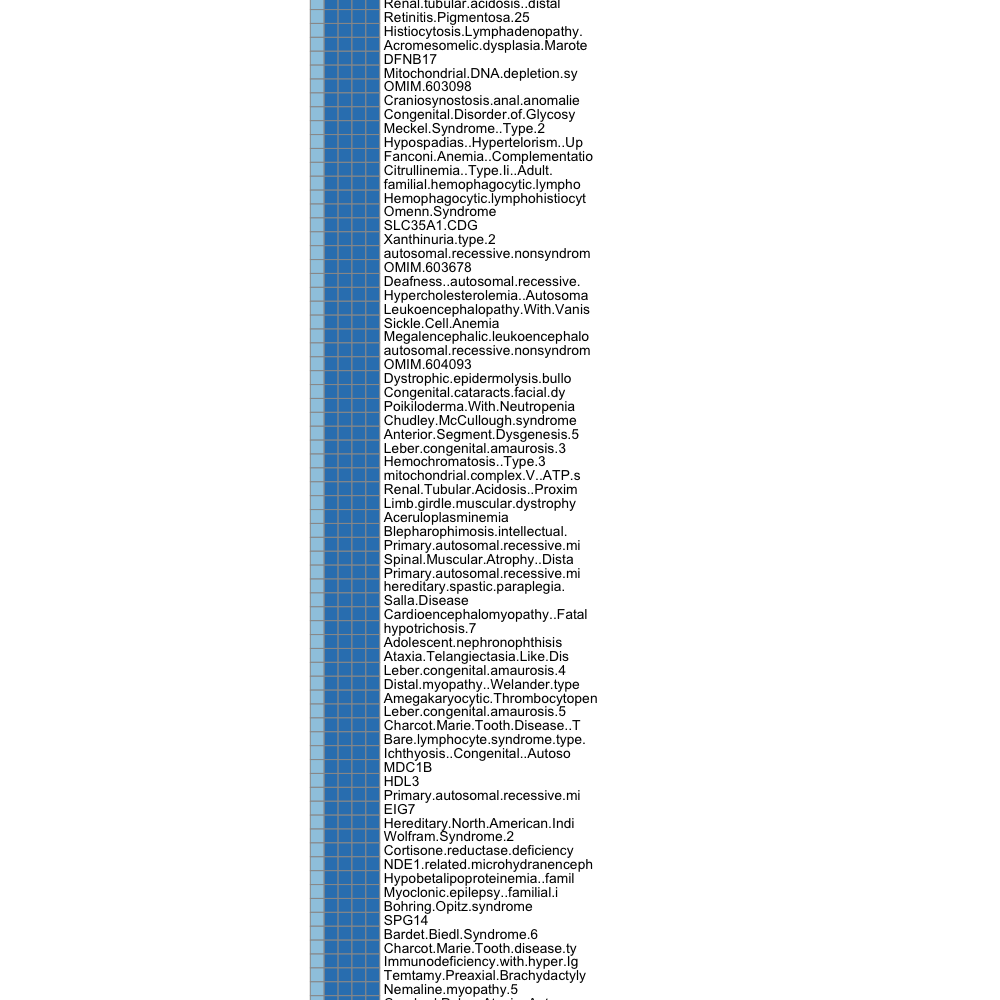 Renal.tubular.acidosis..distal
Retinitis.Pigmentosa.25
Histiocytosis.Lymphadenopathy.
Acromesomelic.dysplasia.Marote
DFNB17
Mitochondrial.DNA.depletion.sy
OMIM.603098
Craniosynostosis.anal.anomalie
Congenital.Disorder.of.Glycosy
Meckel.Syndrome..Type.2
Hypospadias..Hypertelorism..Up
Fanconi.Anemia..Complementatio
Citrullinemia..Type.Ii..Adult.
familial.hemophagocytic.lympho
Hemophagocytic.lymphohistiocyt
Omenn.Syndrome
SLC35A1.CDG
Xanthinuria.type.2
autosomal.recessive.nonsyndrom
OMIM.603678
Deafness..autosomal.recessive.
Hypercholesterolemia..Autosoma
Leukoencephalopathy.With.Vanis
Sickle.Cell.Anemia
Megalencephalic.leukoencephalo
autosomal.recessive.nonsyndrom
OMIM.604093
Dystrophic.epidermolysis.bullo
Congenital.cataracts.facial.dy
Poikiloderma.With.Neutropenia
Chudley.McCullough.syndrome
Anterior.Segment.Dysgenesis.5
Leber.congenital.amaurosis.3
Hemochromatosis..Type.3
mitochondrial.complex.V..ATP.s
Renal.Tubular.Acidosis..Proxim
Limb.girdle.muscular.dystrophy
Aceruloplasminemia
Blepharophimosis.intellectual.
Primary.autosomal.recessive.mi
Spinal.Muscular.Atrophy..Dista
Primary.autosomal.recessive.mi
hereditary.spastic.paraplegia.
Salla.Disease
Cardioencephalomyopathy..Fatal
hypotrichosis.7
Adolescent.nephronophthisis
Ataxia.Telangiectasia.Like.Dis
Leber.congenital.amaurosis.4
Distal.myopathy..Welander.type
Amegakaryocytic.Thrombocytopen
Leber.congenital.amaurosis.5
Charcot.Marie.Tooth.Disease..T
Bare.lymphocyte.syndrome.type.
Ichthyosis..Congenital..Autoso
MDC1B
HDL3
Primary.autosomal.recessive.mi
EIG7
Hereditary.North.American.Indi
Wolfram.Syndrome.2
Cortisone.reductase.deficiency
NDE1.related.microhydranenceph
Hypobetalipoproteinemia..famil
Myoclonic.epilepsy..familial.i
Bohring.Opitz.syndrome
SPG14
Bardet.Biedl.Syndrome.6
Charcot.Marie.Tooth.disease.ty
Immunodeficiency.with.hyper.Ig
Temtamy.Preaxial.Brachydactyly
Nemaline.myopathy.5